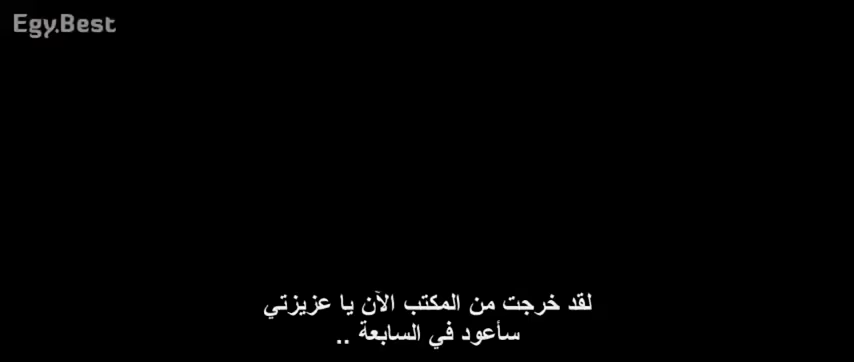 Egy.Best
لقد خرجت من المكتب الآن يا عزيزتي
سأعود في السابعة ..